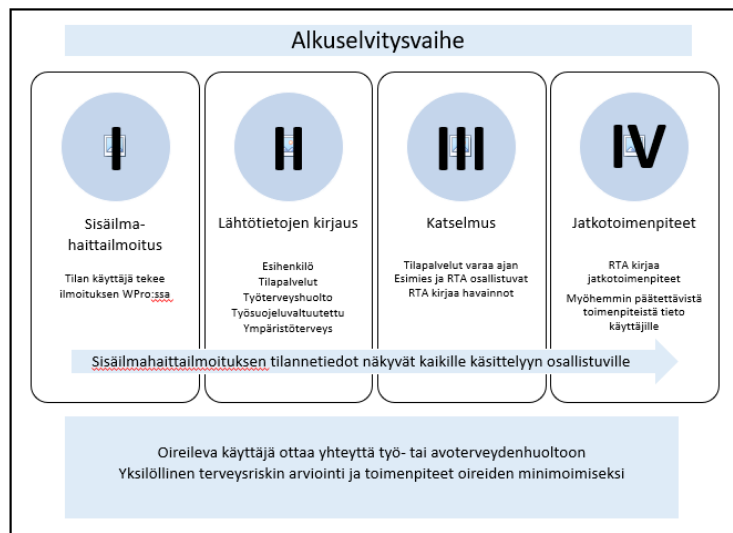 Alkuselvitysvaihe
I
Sisäilma-
haittailmoitus
Tilan käyttäjä tekee
ilmoituksen WPro:ssa
II
Lähtötietojen kirjaus
Esihenkilö
Tilapalvelut
Työterveyshuolto
Työsuojeluvaltuutettu
Ympäristöterveys
III
Katselmus
Tilapalvelut varaa ajan
Esimies ja RTA osallistuvat
RTA kirjaa havainnot
IV
Jatkotoimenpiteet
RTA kirjaa
jatkotoimenpiteet
Myöhemmin päätettävistä
toimenpiteistä tieto
käyttäjille
Sisäilmahaittailmoituksen tilannetiedot näkyvät kaikille käsittelyyn osallistuville
Oireileva käyttäjä ottaa yhteyttä työ- tai avoterveydenhuoltoon
Yksilöllinen terveysriskin arviointi ja toimenpiteet oireiden minimoimiseksi